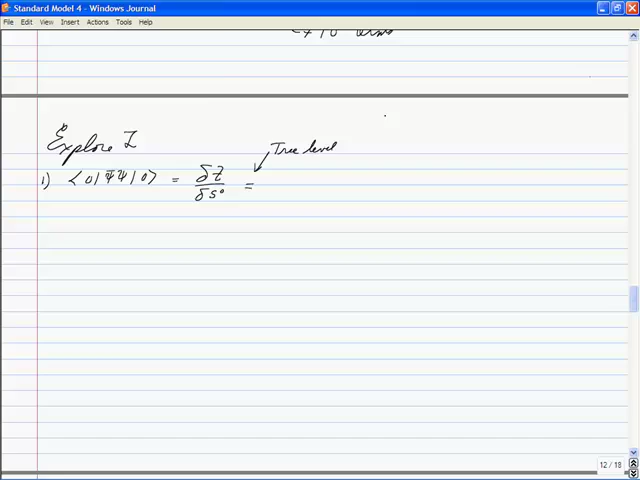 Standard Model 4 - Windows Journal
File Edit View Insert Actions Tools Help
Explore L
Tree level
1) <0|ψ̄ψ|0> = δZ/δs⁰ =
12 / 18